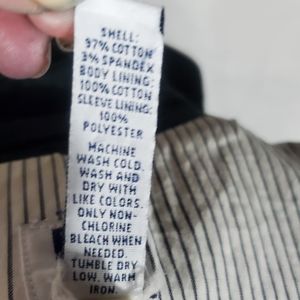 SHELL:
97% COTTON
3% SPANDEX
BODY LINING:
100% COTTON
SLEEVE LINING:
100%
POLYESTER
MACHINE
WASH COLD.
WASH AND
DRY WITH
LIKE COLORS.
ONLY NON-
CHLORINE
BLEACH WHEN
NEEDED.
TUMBLE DRY
LOW. WARM
IRON.